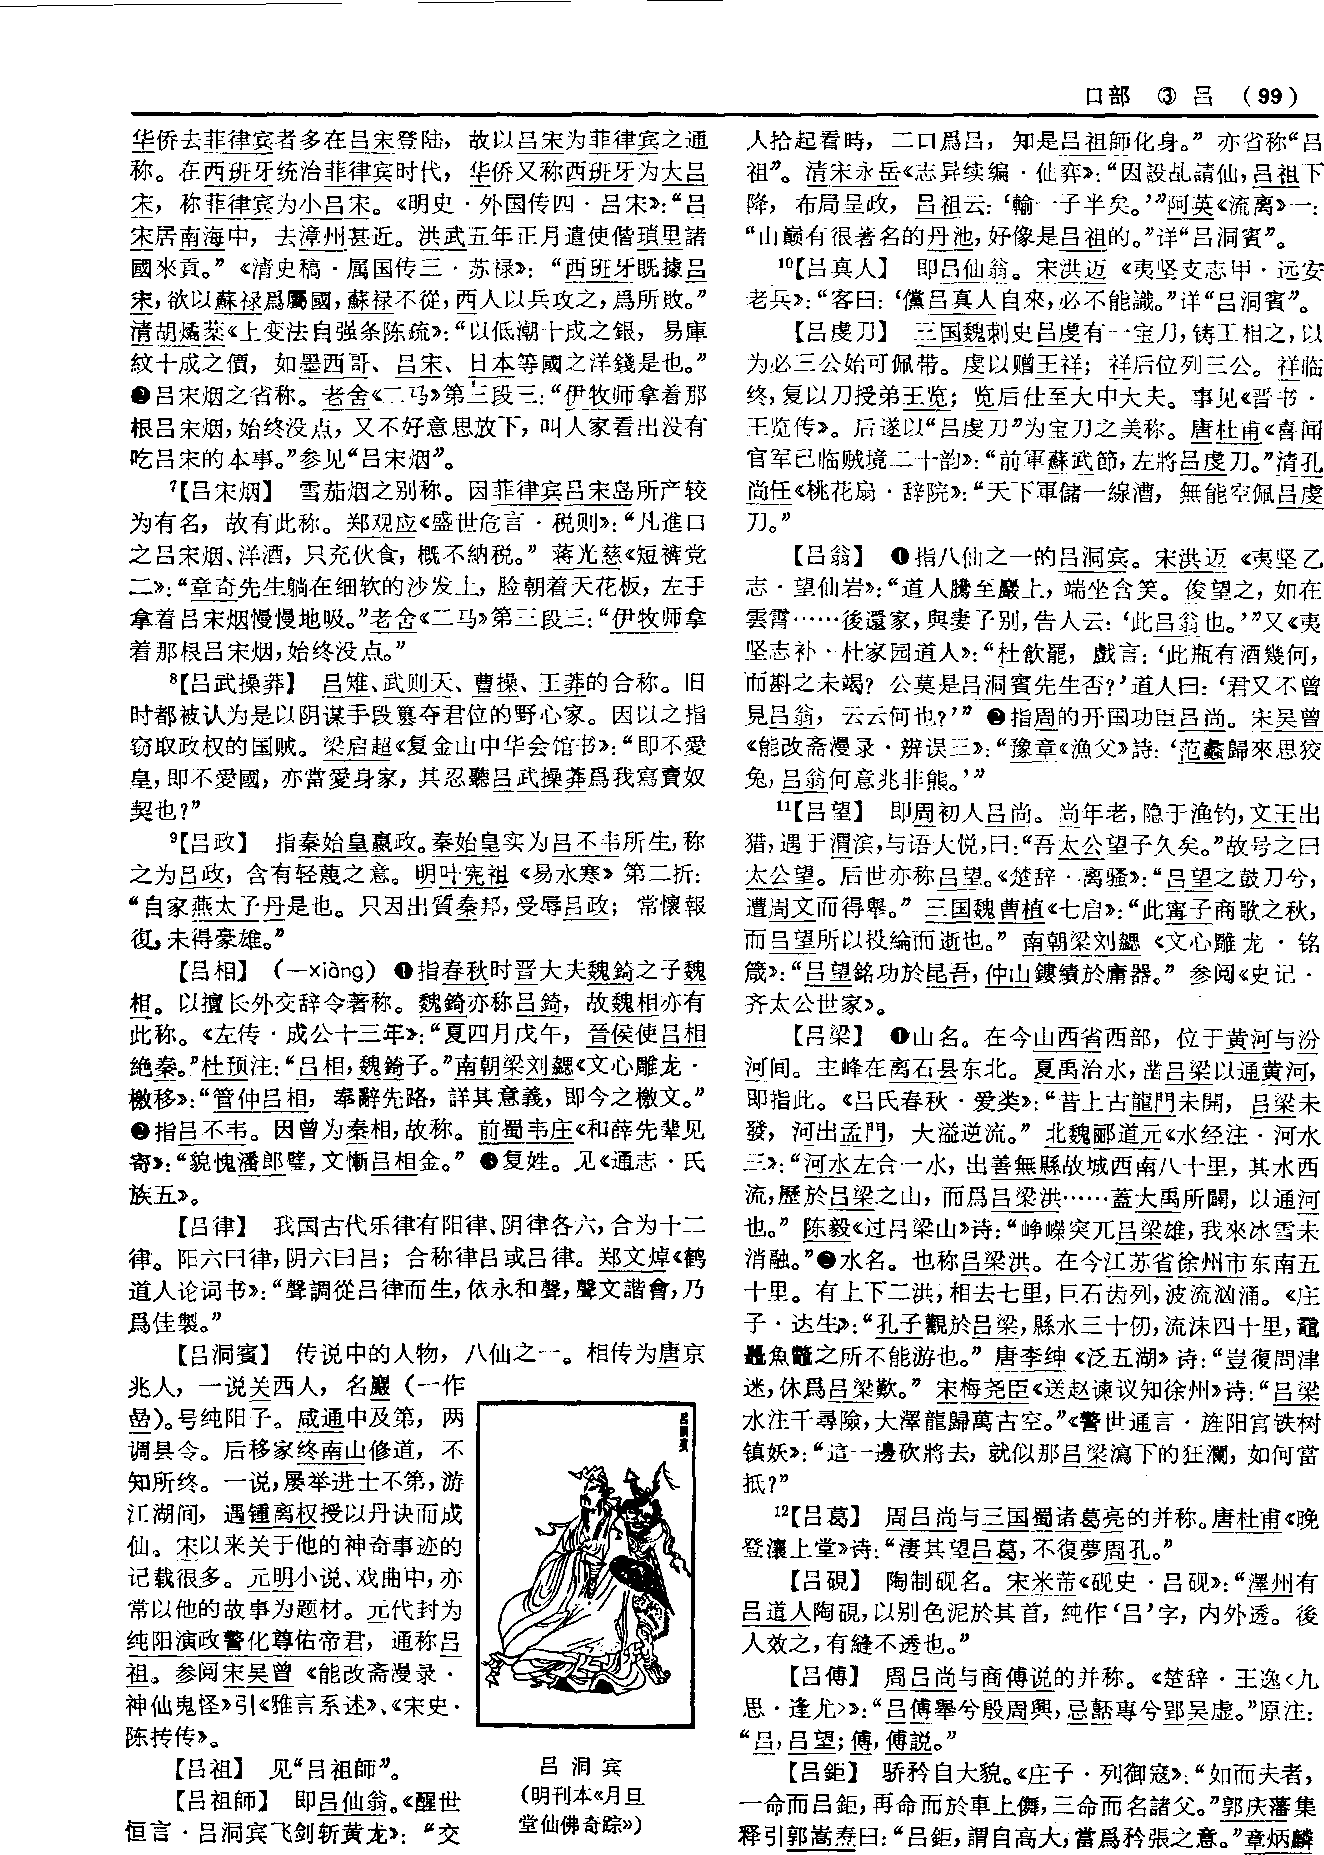 口部 ③ 吕 （99）
华侨去菲律宾者多在吕宋登陆，故以吕宋为菲律宾之通
称。在西班牙统治菲律宾时代，华侨又称西班牙为大吕
宋，称菲律宾为小吕宋。《明史·外国传四·吕宋》：“吕
宋居南海中，去漳州甚近。洪武五年正月遣使偕瑣里諸
國來貢。”《清史稿·属国传三·苏禄》：“西班牙既據吕
宋，欲以蘇禄爲屬國，蘇禄不從，西人以兵攻之，爲所敗。”
清胡燏棻《上变法自强条陈疏》：“以低潮十成之銀，易庫
紋十成之價，如墨西哥、吕宋、日本等國之洋錢是也。”
❷吕宋烟之省称。老舍《二马》第三段三：“伊牧师拿着那
根吕宋烟，始终没点，又不好意思放下，叫人家看出没有
吃吕宋的本事。”参见“吕宋烟”。
⁷【吕宋烟】 雪茄烟之别称。因菲律宾吕宋岛所产较
为有名，故有此称。郑观应《盛世危言·税则》：“凡進口
之吕宋烟、洋酒，只充伙食，概不納税。”蒋光慈《短裤党
二》：“章奇先生躺在细软的沙发上，脸朝着天花板，左手
拿着吕宋烟慢慢地吸。”老舍《二马》第三段三：“伊牧师拿
着那根吕宋烟，始终没点。”
⁸【吕武操莽】 吕雉、武则天、曹操、王莽的合称。旧
时都被认为是以阴谋手段篡夺君位的野心家。因以之指
窃取政权的国贼。梁启超《复金山中华会馆书》：“即不愛
皇，即不愛國，亦當愛身家，其忍聽吕武操莽爲我寫賣奴
契也？”
⁹【吕政】 指秦始皇嬴政。秦始皇实为吕不韦所生，称
之为吕政，含有轻蔑之意。明叶宪祖《易水寒》第二折：
“自家燕太子丹是也。只因出質秦邦，受辱吕政；常懷報
復，未得豪雄。”
【吕相】 （－xiàng） ❶指春秋时晋大夫魏錡之子魏
相。以擅长外交辞令著称。魏錡亦称吕錡，故魏相亦有
此称。《左传·成公十三年》：“夏四月戊午，晉侯使吕相
絶秦。”杜预注：“吕相，魏錡子。”南朝梁刘勰《文心雕龙·
檄移》：“管仲吕相，奉辭先路，詳其意義，即今之檄文。”
❷指吕不韦。因曾为秦相，故称。前蜀韦庄《和薛先辈见
寄》：“貌愧潘郎璧，文慚吕相金。”❸复姓。见《通志·氏
族五》。
【吕律】 我国古代乐律有阳律、阴律各六，合为十二
律。阳六曰律，阴六曰吕；合称律吕或吕律。郑文焯《鹤
道人论词书》：“聲調從吕律而生，依永和聲，聲文諧會，乃
爲佳製。”
【吕洞賓】 传说中的人物，八仙之一。相传为唐京
兆人，一说关西人，名巖（一作
喦）。号纯阳子。咸通中及第，两
调县令。后移家终南山修道，不
知所终。一说，屡举进士不第，游
江湖间，遇锺离权授以丹诀而成
仙。宋以来关于他的神奇事迹的
记载很多。元明小说、戏曲中，亦
常以他的故事为题材。元代封为
纯阳演政警化尊佑帝君，通称吕
祖。参阅宋吴曾《能改斋漫录·
神仙鬼怪》引《雅言系述》、《宋史·
陈抟传》。
【吕祖】 见“吕祖師”。
【吕祖師】 即吕仙翁。《醒世
恒言·吕洞宾飞剑斩黄龙》：“交
吕洞賓
吕洞宾
（明刊本《月旦
堂仙佛奇踪》）
人拾起看時，二口爲吕，知是吕祖師化身。”亦省称“吕
祖”。清宋永岳《志异续编·仙弈》：“因設乩請仙，吕祖下
降，布局呈政，吕祖云：‘輸一子半矣。’”阿英《流离》一：
“山巅有很著名的丹池，好像是吕祖的。”详“吕洞賓”。
¹⁰【吕真人】 即吕仙翁。宋洪迈《夷坚支志甲·远安
老兵》：“客曰：‘儻吕真人自來，必不能識。”详“吕洞賓”。
【吕虔刀】 三国魏刺史吕虔有一宝刀，铸工相之，以
为必三公始可佩带。虔以赠王祥；祥后位列三公。祥临
终，复以刀授弟王览；览后仕至大中大夫。事见《晋书·
王览传》。后遂以“吕虔刀”为宝刀之美称。唐杜甫《喜闻
官军已临贼境二十韵》：“前軍蘇武節，左將吕虔刀。”清孔
尚任《桃花扇·辞院》：“天下軍儲一線漕，無能空佩吕虔
刀。”
【吕翁】 ❶指八仙之一的吕洞宾。宋洪迈《夷坚乙
志·望仙岩》：“道人騰至巖上，端坐含笑。俊望之，如在
雲霄……後還家，與妻子别，告人云：‘此吕翁也。’”又《夷
坚志补·杜家园道人》：“杜飲罷，戲言：‘此瓶有酒幾何，
而斟之未竭？公莫是吕洞賓先生否？’道人曰：‘君又不曾
見吕翁，云云何也？’”❷指周的开国功臣吕尚。宋吴曾
《能改斋漫录·辨误三》：“豫章《漁父》詩：‘范蠡歸來思狡
兔，吕翁何意兆非熊。’”
¹¹【吕望】 即周初人吕尚。尚年老，隐于渔钓，文王出
猎，遇于渭滨，与语大悦，曰：“吾太公望子久矣。”故号之曰
太公望。后世亦称吕望。《楚辞·离骚》：“吕望之鼓刀兮，
遭周文而得舉。”三国魏曹植《七启》：“此甯子商歌之秋，
而吕望所以投綸而逝也。”南朝梁刘勰《文心雕龙·铭
箴》：“吕望銘功於昆吾，仲山鏤績於庸器。”参阅《史记·
齐太公世家》。
【吕梁】 ❶山名。在今山西省西部，位于黄河与汾
河间。主峰在离石县东北。夏禹治水，凿吕梁以通黄河，
即指此。《吕氏春秋·爱类》：“昔上古龍門未開，吕梁未
發，河出孟門，大溢逆流。”北魏郦道元《水经注·河水
三》：“河水左合一水，出善無縣故城西南八十里，其水西
流，歷於吕梁之山，而爲吕梁洪……蓋大禹所闢，以通河
也。”陈毅《过吕梁山》诗：“峥嵘突兀吕梁雄，我來冰雪未
消融。”❷水名。也称吕梁洪。在今江苏省徐州市东南五
十里。有上下二洪，相去七里，巨石齿列，波流汹涌。《庄
子·达生》：“孔子觀於吕梁，縣水三十仞，流沫四十里，黿
鼉魚鼈之所不能游也。”唐李绅《泛五湖》诗：“豈復問津
迷，休爲吕梁歎。”宋梅尧臣《送赵谏议知徐州》诗：“吕梁
水注千尋險，大澤龍歸萬古空。”《警世通言·旌阳宫铁树
镇妖》：“這一邊砍將去，就似那吕梁瀉下的狂瀾，如何當
抵？”
¹²【吕葛】 周吕尚与三国蜀诸葛亮的并称。唐杜甫《晚
登瀼上堂》诗：“淒其望吕葛，不復夢周孔。”
【吕硯】 陶制砚名。宋米芾《砚史·吕砚》：“澤州有
吕道人陶硯，以别色泥於其首，純作‘吕’字，内外透。後
人效之，有縫不透也。”
【吕傅】 周吕尚与商傅说的并称。《楚辞·王逸〈九
思·逢尤〉》：“吕傅舉兮殷周興，忌嚭專兮郢吴虚。”原注：
“吕，吕望；傅，傅説。”
【吕鉅】 骄矜自大貌。《庄子·列御寇》：“如而夫者，
一命而吕鉅，再命而於車上儛，三命而名諸父。”郭庆藩集
释引郭嵩焘曰：“吕鉅，謂自高大，當爲矜張之意。”章炳麟